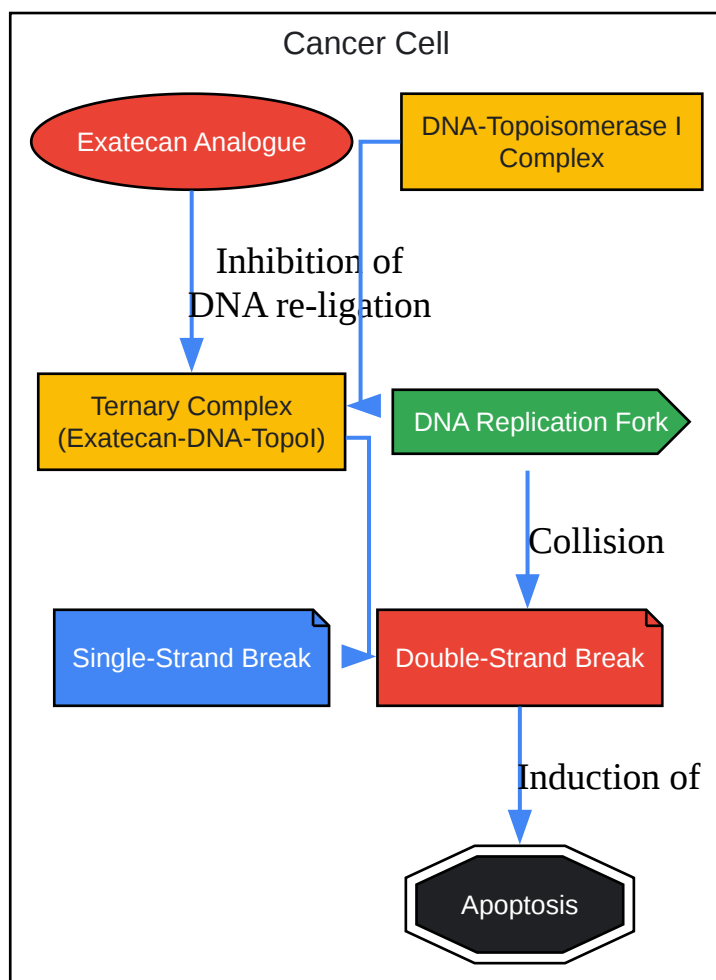 Cancer Cell
Exatecan Analogue
DNA-Topoisomerase I
Complex
Inhibition of
DNA re-ligation
Ternary Complex
(Exatecan-DNA-TopoI)
DNA Replication Fork
Collision
Single-Strand Break
Double-Strand Break
Induction of
Apoptosis